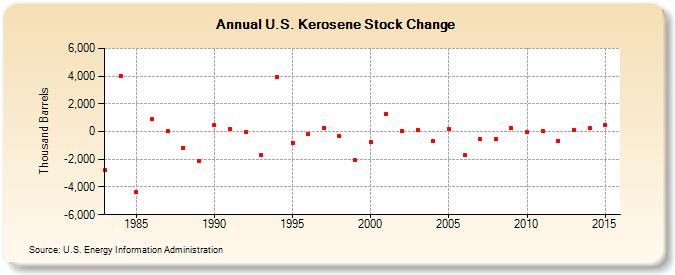 Annual U.S. Kerosene Stock Change
Thousand Barrels
6,000
4,000
2,000
0
-2,000
-4,000
-6,000
1985 1990 1995 2000 2005 2010 2015
Source: U.S. Energy Information Administration